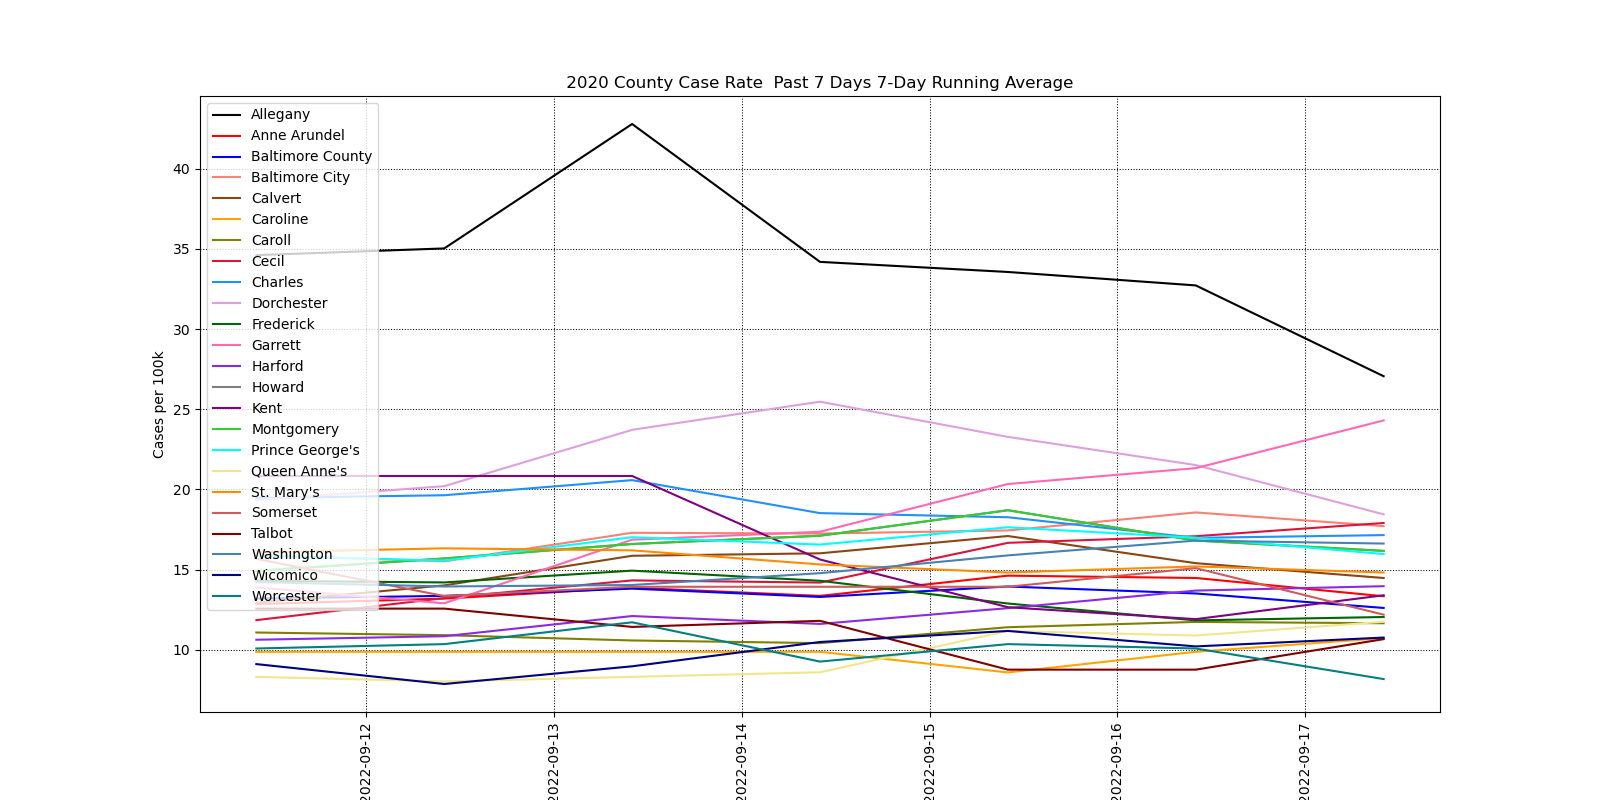 2020 County Case Rate  Past 7 Days 7-Day Running Average
Allegany
Anne Arundel
Baltimore County
Baltimore City
Calvert
Caroline
Caroll
Cecil
Charles
Dorchester
Frederick
Garrett
Harford
Howard
Kent
Montgomery
Prince George's
Queen Anne's
St. Mary's
Somerset
Talbot
Washington
Wicomico
Worcester
Cases per 100k
40
35
30
25
20
15
10
2022-09-12
2022-09-13
2022-09-14
2022-09-15
2022-09-16
2022-09-17